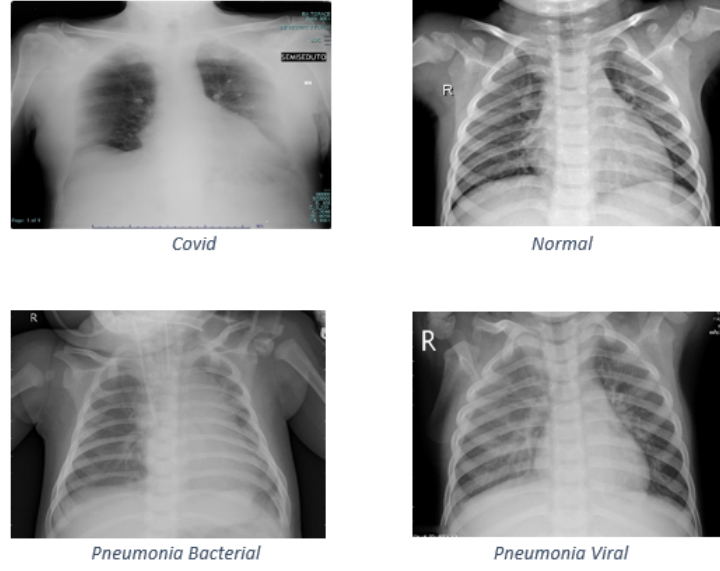 SEMISEDUTO
R
Covid
Normal
R
R
Pneumonia Bacterial
Pneumonia Viral